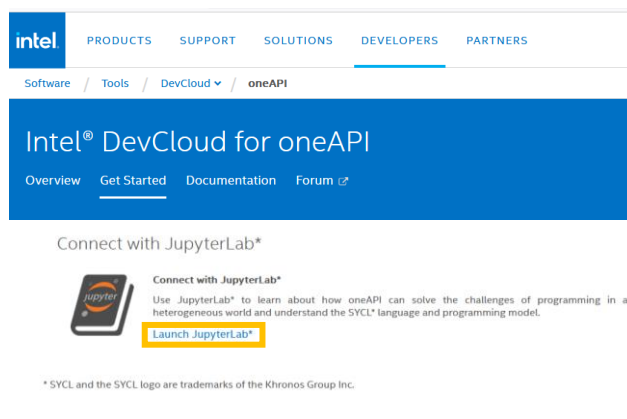 intel.
PRODUCTS SUPPORT SOLUTIONS DEVELOPERS PARTNERS
Software / Tools / DevCloud / oneAPI
Intel® DevCloud for oneAPI
Overview Get Started Documentation Forum
Connect with JupyterLab*
jupyter
Connect with JupyterLab*
Use JupyterLab* to learn about how oneAPI can solve the challenges of programming in a
heterogeneous world and understand the SYCL* language and programming model.
Launch JupyterLab*
* SYCL and the SYCL logo are trademarks of the Khronos Group Inc.